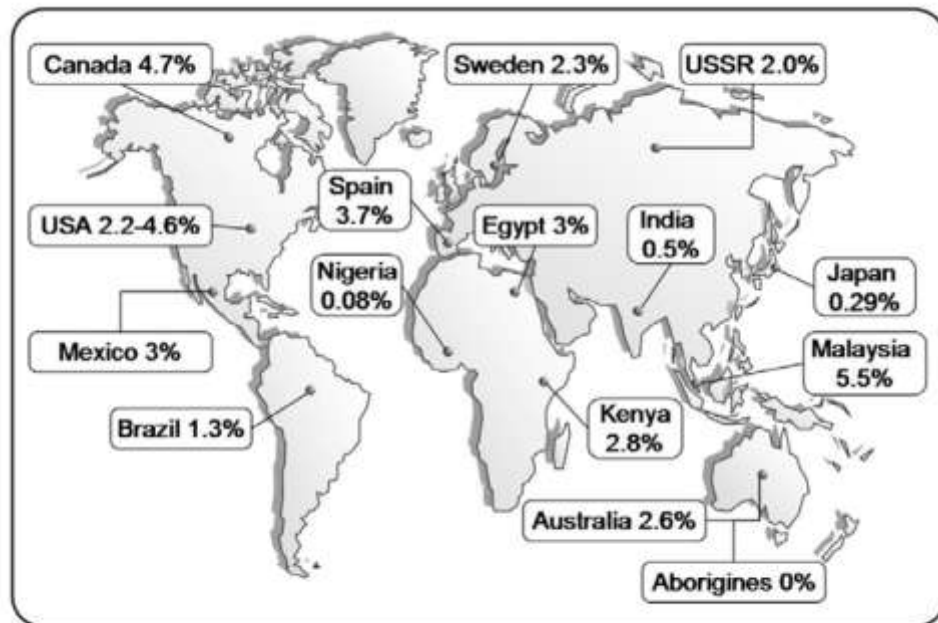 Canada 4.7%
Sweden 2.3%
USSR 2.0%
Spain
3.7%
USA 2.2-4.6%
Egypt 3%
India
0.5%
Nigeria
0.08%
Japan
0.29%
Mexico 3%
Malaysia
5.5%
Brazil 1.3%
Kenya
2.8%
Australia 2.6%
Aborigines 0%